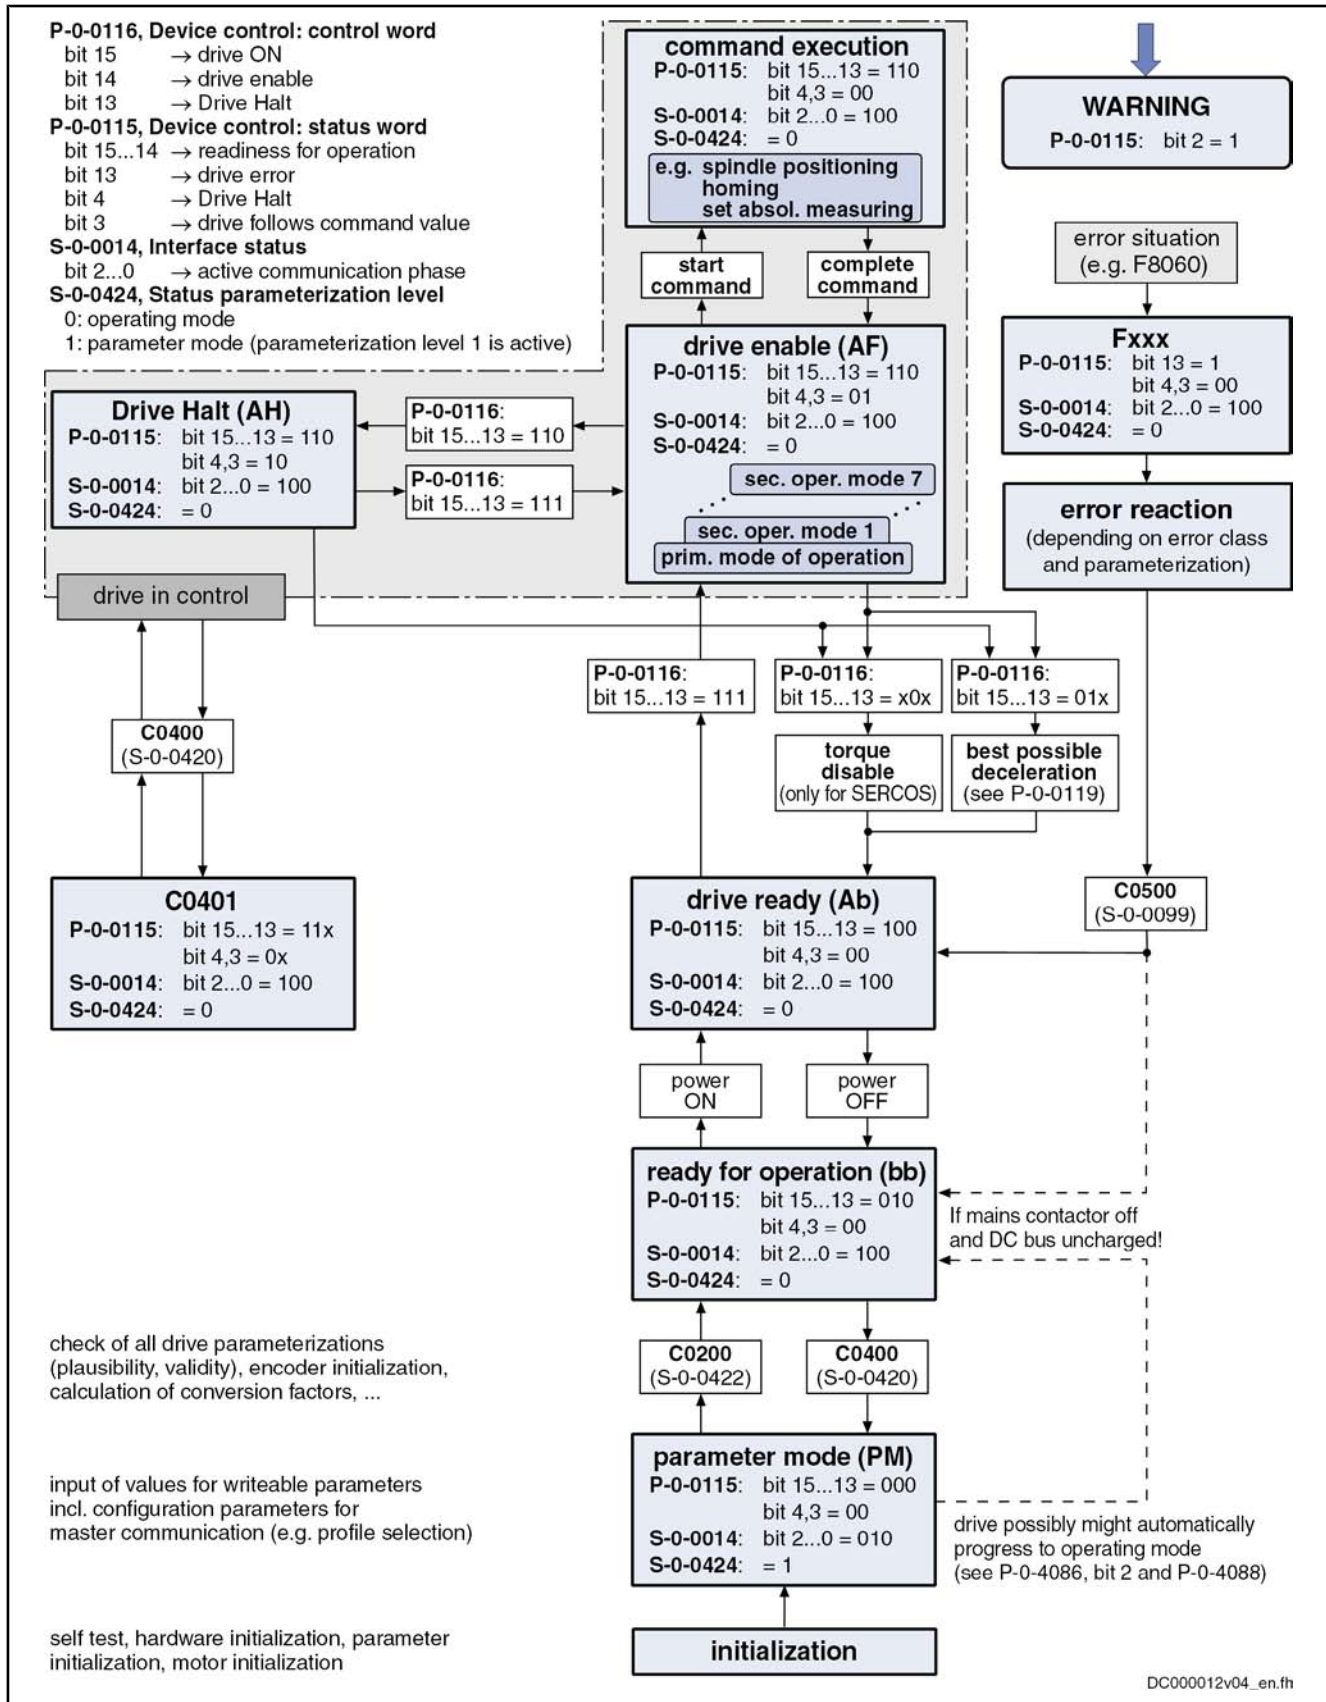 P-0-0116, Device control: control word
bit 15 → drive ON
bit 14 → drive enable
bit 13 → Drive Halt
P-0-0115, Device control: status word
bit 15...14 → readiness for operation
bit 13 → drive error
bit 4 → Drive Halt
bit 3 → drive follows command value
S-0-0014, Interface status
bit 2...0 → active communication phase
S-0-0424, Status parameterization level
0: operating mode
1: parameter mode (parameterization level 1 is active)
command execution
P-0-0115: bit 15...13 = 110
bit 4,3 = 00
S-0-0014: bit 2...0 = 100
S-0-0424: = 0
e.g. spindle positioning
homing
set absol. measuring
WARNING
P-0-0115: bit 2 = 1
start
command
complete
command
error situation
(e.g. F8060)
drive enable (AF)
P-0-0115: bit 15...13 = 110
bit 4,3 = 01
S-0-0014: bit 2...0 = 100
S-0-0424: = 0
sec. oper. mode 7
sec. oper. mode 1
prim. mode of operation
Fxxx
P-0-0115: bit 13 = 1
bit 4,3 = 00
S-0-0014: bit 2...0 = 100
S-0-0424: = 0
Drive Halt (AH)
P-0-0115: bit 15...13 = 110
bit 4,3 = 10
S-0-0014: bit 2...0 = 100
S-0-0424: = 0
P-0-0116:
bit 15...13 = 110
P-0-0116:
bit 15...13 = 111
error reaction
(depending on error class
and parameterization)
drive in control
P-0-0116:
bit 15...13 = 111
P-0-0116:
bit 15...13 = x0x
P-0-0116:
bit 15...13 = 01x
C0400
(S-0-0420)
torque
disable
(only for SERCOS)
best possible
deceleration
(see P-0-0119)
C0401
P-0-0115: bit 15...13 = 11x
bit 4,3 = 0x
S-0-0014: bit 2...0 = 100
S-0-0424: = 0
drive ready (Ab)
P-0-0115: bit 15...13 = 100
bit 4,3 = 00
S-0-0014: bit 2...0 = 100
S-0-0424: = 0
C0500
(S-0-0099)
power
ON
power
OFF
ready for operation (bb)
P-0-0115: bit 15...13 = 010
bit 4,3 = 00
S-0-0014: bit 2...0 = 100
S-0-0424: = 0
If mains contactor off
and DC bus uncharged!
check of all drive parameterizations
(plausibility, validity), encoder initialization,
calculation of conversion factors, ...
C0200
(S-0-0422)
C0400
(S-0-0420)
parameter mode (PM)
P-0-0115: bit 15...13 = 000
bit 4,3 = 00
S-0-0014: bit 2...0 = 010
S-0-0424: = 1
input of values for writeable parameters
incl. configuration parameters for
master communication (e.g. profile selection)
drive possibly might automatically
progress to operating mode
(see P-0-4086, bit 2 and P-0-4088)
self test, hardware initialization, parameter
initialization, motor initialization
initialization
DC000012v04_en.fh